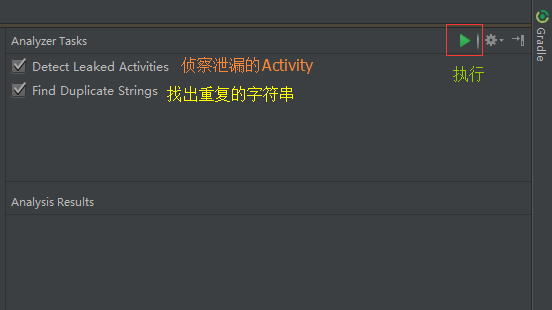 Analyzer Tasks
Detect Leaked Activities 侦察泄漏的Activity
Find Duplicate Strings 找出重复的字符串
执行
Analysis Results
Gradle